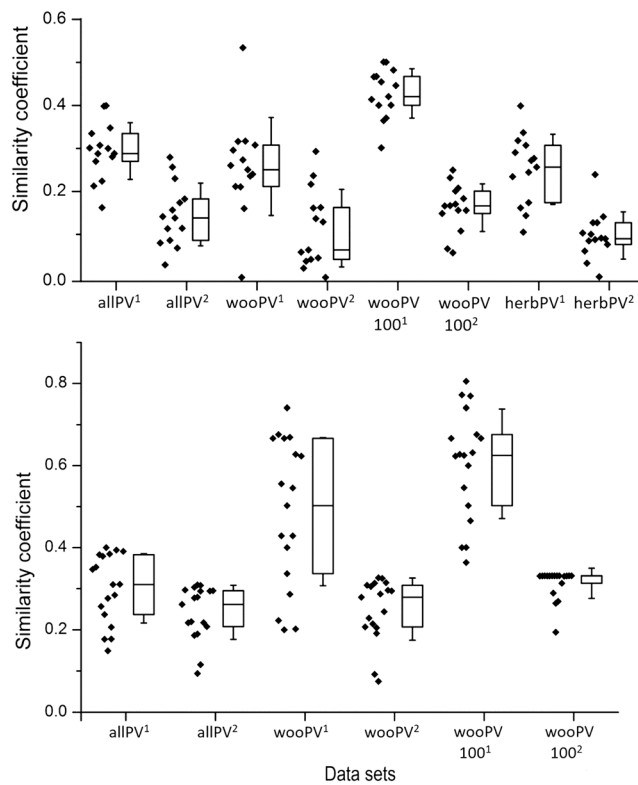 Similarity coefficient
0.6
0.4
0.2
0.0
allPV¹ allPV² wooPV¹ wooPV² wooPV 100¹ wooPV 100² herbPV¹ herbPV²
Similarity coefficient
0.8
0.6
0.4
0.2
0.0
allPV¹ allPV² wooPV¹ wooPV² wooPV 100¹ wooPV 100²
Data sets